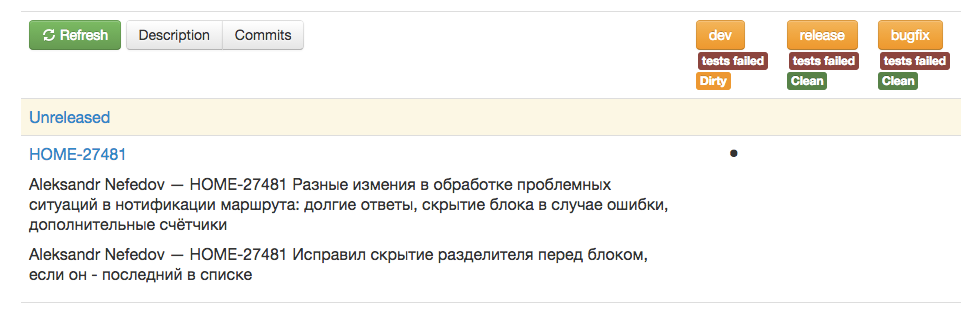 Refresh Description Commits dev release bugfix
tests failed tests failed tests failed
Dirty Clean Clean
Unreleased
HOME-27481
Aleksandr Nefedov — HOME-27481 Разные изменения в обработке проблемных
ситуаций в нотификации маршрута: долгие ответы, скрытие блока в случае ошибки,
дополнительные счётчики
Aleksandr Nefedov — HOME-27481 Исправил скрытие разделителя перед блоком,
если он - последний в списке